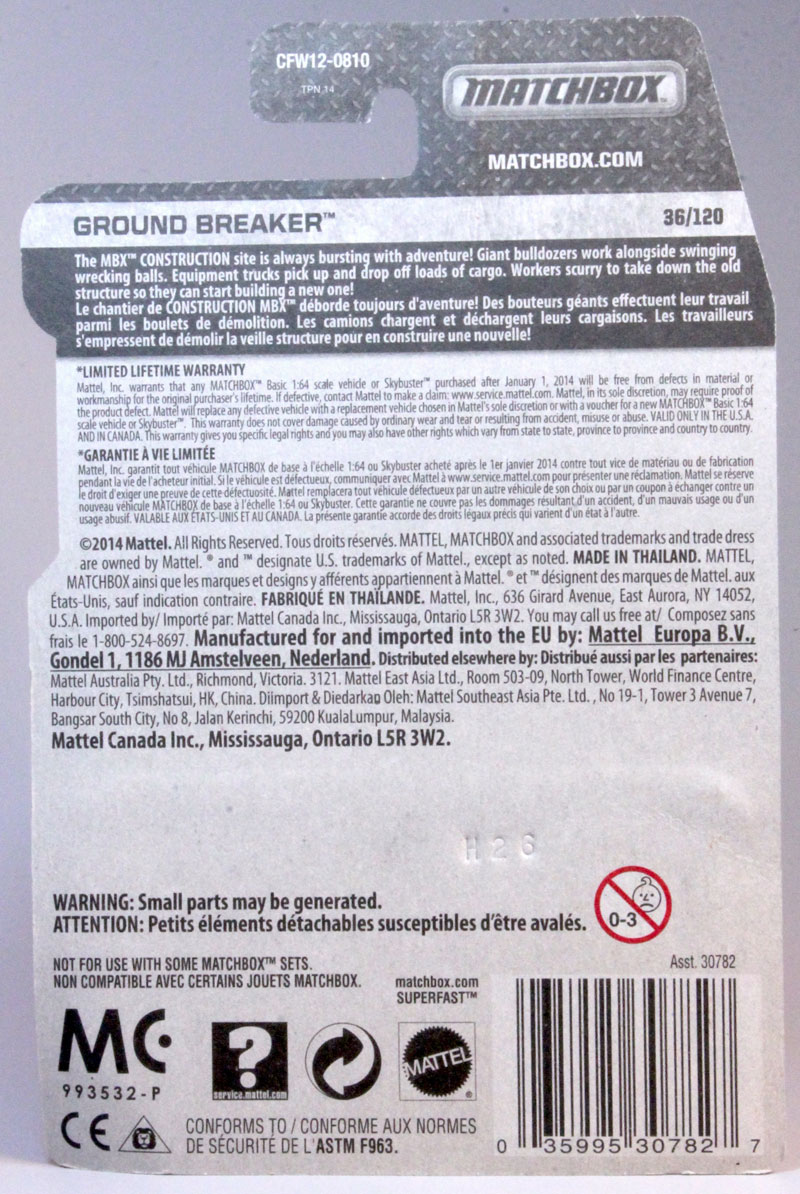 CFW12-0810
TPN 14
MATCHBOX™
MATCHBOX.COM
GROUND BREAKER™ 36/120
The MBX™ CONSTRUCTION site is always bursting with adventure! Giant bulldozers work alongside swinging
wrecking balls. Equipment trucks pick up and drop off loads of cargo. Workers scurry to take down the old
structure so they can start building a new one!
Le chantier de CONSTRUCTION MBX™ déborde toujours d'aventure! Des bouteurs géants effectuent leur travail
parmi les boulets de démolition. Les camions chargent et déchargent leurs cargaisons. Les travailleurs
s'empressent de démolir la veille structure pour en construire une nouvelle!
*LIMITED LIFETIME WARRANTY
Mattel, Inc. warrants that any MATCHBOX™ Basic 1:64 scale vehicle or Skybuster™ purchased after January 1, 2014 will be free from defects in material or
workmanship for the original purchaser's lifetime. If defective, contact Mattel to make a claim: www.service.mattel.com. Mattel, in its sole discretion, may require proof of
the product defect. Mattel will replace any defective vehicle with a replacement vehicle chosen in Mattel's sole discretion or with a voucher for a new MATCHBOX™ Basic 1:64
scale vehicle or Skybuster™. This warranty does not cover damage caused by ordinary wear and tear or resulting from accident, misuse or abuse. VALID ONLY IN THE U.S.A.
AND IN CANADA. This warranty gives you specific legal rights and you may also have other rights which vary from state to state, province to province and country to country.
*GARANTIE À VIE LIMITÉE
Mattel, Inc. garantit tout véhicule MATCHBOX de base à l'échelle 1:64 ou Skybuster acheté après le 1er janvier 2014 contre tout vice de matériau ou de fabrication
pendant la vie de l'acheteur initial. Si le véhicule est défectueux, communiquer avec Mattel à www.service.mattel.com pour présenter une réclamation. Mattel se réserve
le droit d'exiger une preuve de cette défectuosité. Mattel remplacera tout véhicule défectueux par un autre véhicule de son choix ou par un coupon à échanger contre un
nouveau véhicule MATCHBOX de base à l'échelle 1:64 ou Skybuster. Cette garantie ne couvre pas les dommages résultant d'un accident, d'un mauvais usage ou d'un
usage abusif. VALABLE AUX ÉTATS-UNIS ET AU CANADA. La présente garantie accorde des droits légaux précis qui varient d'un état à l'autre.
©2014 Mattel. All Rights Reserved. Tous droits réservés. MATTEL, MATCHBOX and associated trademarks and trade dress
are owned by Mattel. ® and ™ designate U.S. trademarks of Mattel., except as noted. MADE IN THAILAND. MATTEL,
MATCHBOX ainsi que les marques et designs y afférents appartiennent à Mattel. ® et ™ désignent des marques de Mattel. aux
États-Unis, sauf indication contraire. FABRIQUÉ EN THAÏLANDE. Mattel, Inc., 636 Girard Avenue, East Aurora, NY 14052,
U.S.A. Imported by/ Importé par: Mattel Canada Inc., Mississauga, Ontario L5R 3W2. You may call us free at/ Composez sans
frais le 1-800-524-8697. Manufactured for and imported into the EU by: Mattel Europa B.V.,
Gondel 1, 1186 MJ Amstelveen, Nederland. Distributed elsewhere by: Distribué aussi par les partenaires:
Mattel Australia Pty. Ltd., Richmond, Victoria. 3121. Mattel East Asia Ltd., Room 503-09, North Tower, World Finance Centre,
Harbour City, Tsimshatsui, HK, China. Diimport & Diedarkan Oleh: Mattel Southeast Asia Pte. Ltd. , No 19-1, Tower 3 Avenue 7,
Bangsar South City, No 8, Jalan Kerinchi, 59200 KualaLumpur, Malaysia.
Mattel Canada Inc., Mississauga, Ontario L5R 3W2.
H26
WARNING: Small parts may be generated.
ATTENTION: Petits éléments détachables susceptibles d'être avalés.
0-3
NOT FOR USE WITH SOME MATCHBOX™ SETS.
NON COMPATIBLE AVEC CERTAINS JOUETS MATCHBOX.
matchbox.com
SUPERFAST™
Asst. 30782
MC
993532-P
?
service.mattel.com
MATTEL®
CE
CONFORMS TO / CONFORME AUX NORMES
DE SÉCURITÉ DE L'ASTM F963.
0 35995 30782 7